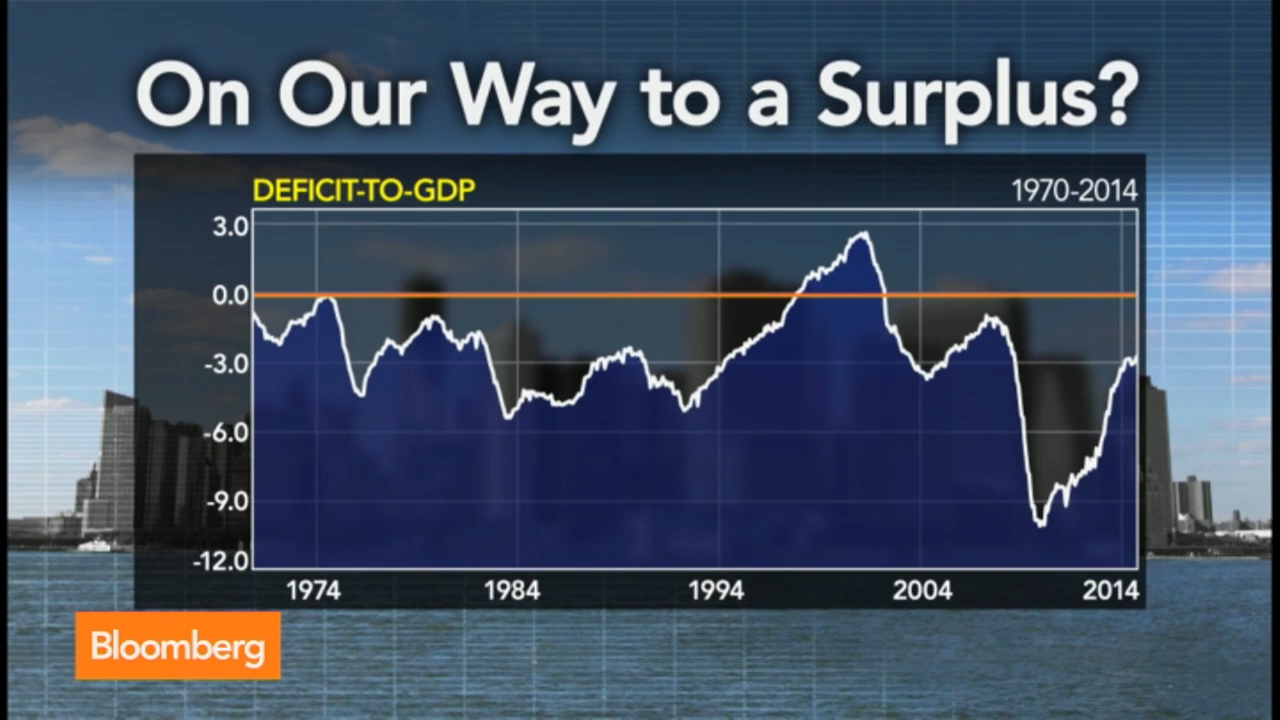 On Our Way to a Surplus?
DEFICIT-TO-GDP 1970-2014
3.0
0.0
-3.0
-6.0
-9.0
-12.0
1974 1984 1994 2004 2014
Bloomberg